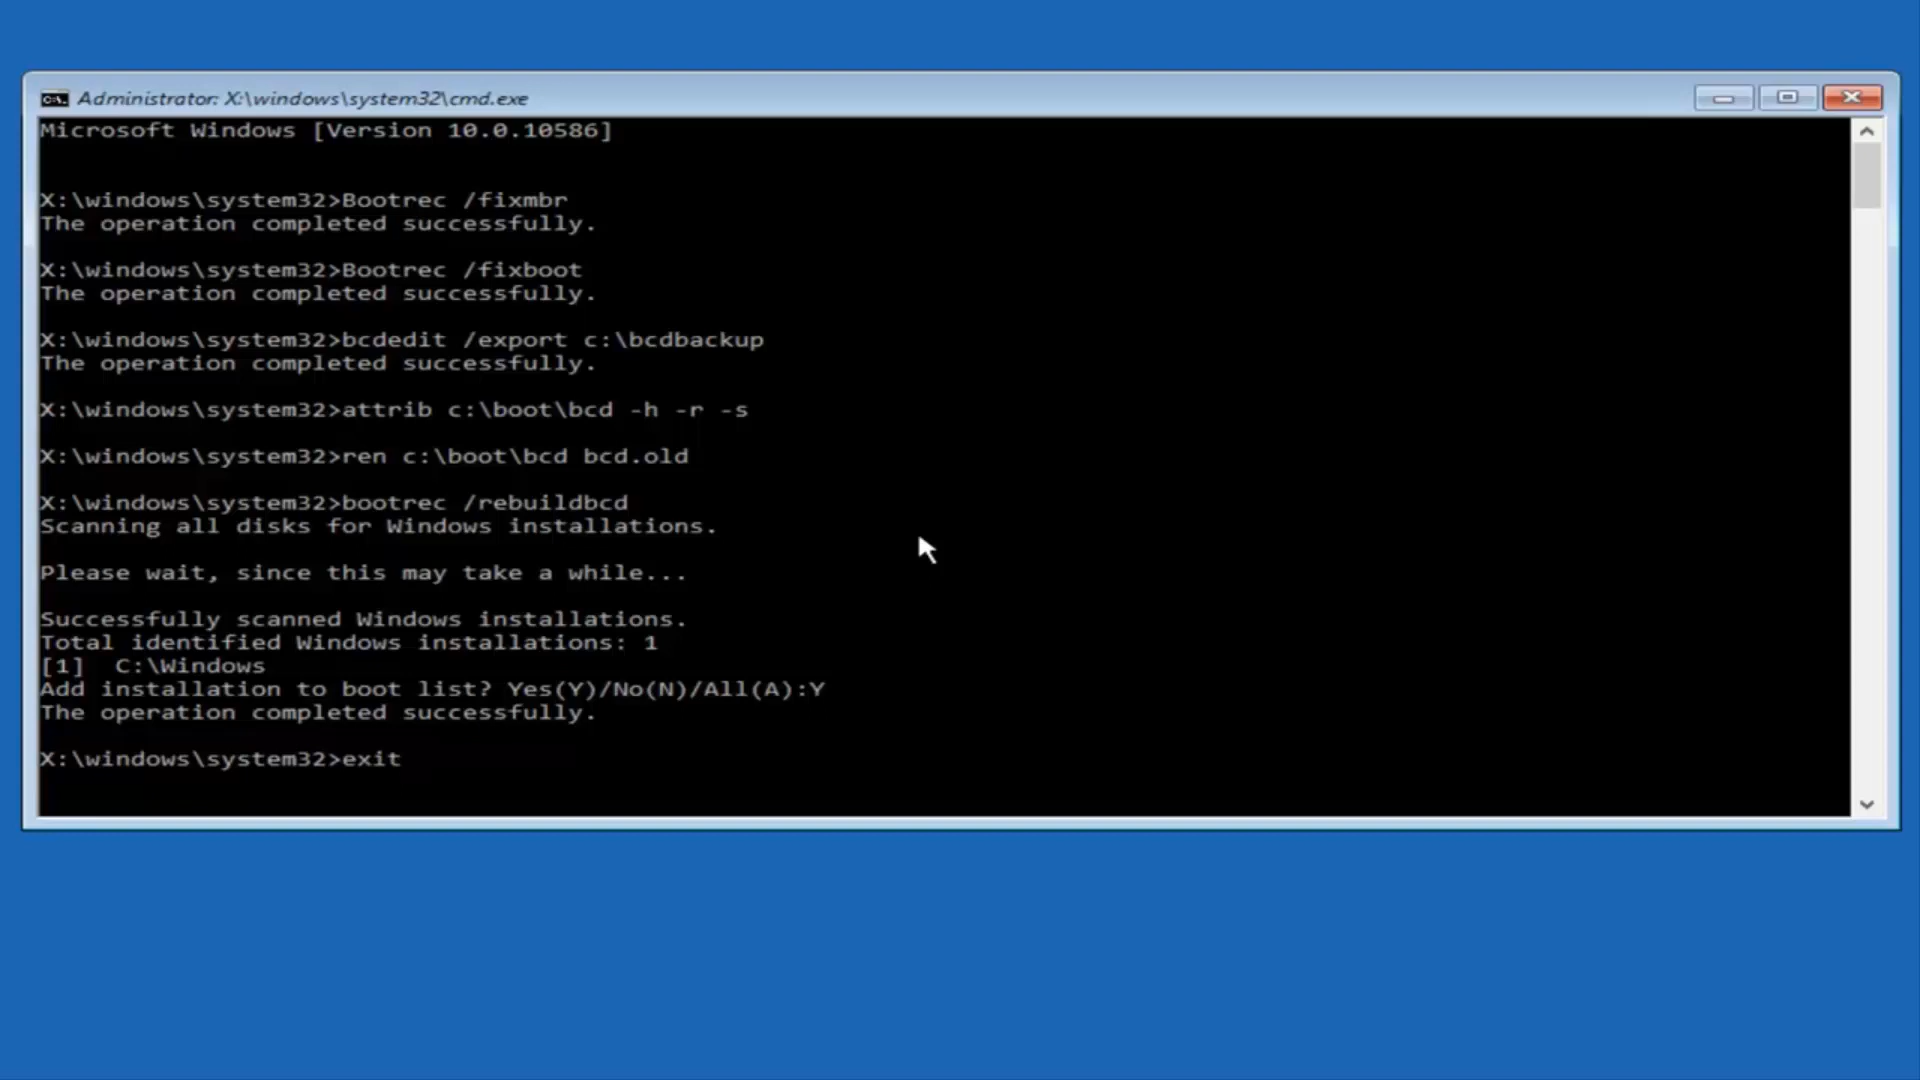 Administrator: X:\windows\system32\cmd.exe
Microsoft Windows [Version 10.0.10586]
X:\windows\system32>Bootrec /fixmbr
The operation completed successfully.
X:\windows\system32>Bootrec /fixboot
The operation completed successfully.
X:\windows\system32>bcdedit /export c:\bcdbackup
The operation completed successfully.
X:\windows\system32>attrib c:\boot\bcd -h -r -s
X:\windows\system32>ren c:\boot\bcd bcd.old
X:\windows\system32>bootrec /rebuildbcd
Scanning all disks for Windows installations.
Please wait, since this may take a while...
Successfully scanned Windows installations.
Total identified Windows installations: 1
[1]  C:\Windows
Add installation to boot list? Yes(Y)/No(N)/All(A):Y
The operation completed successfully.
X:\windows\system32>exit